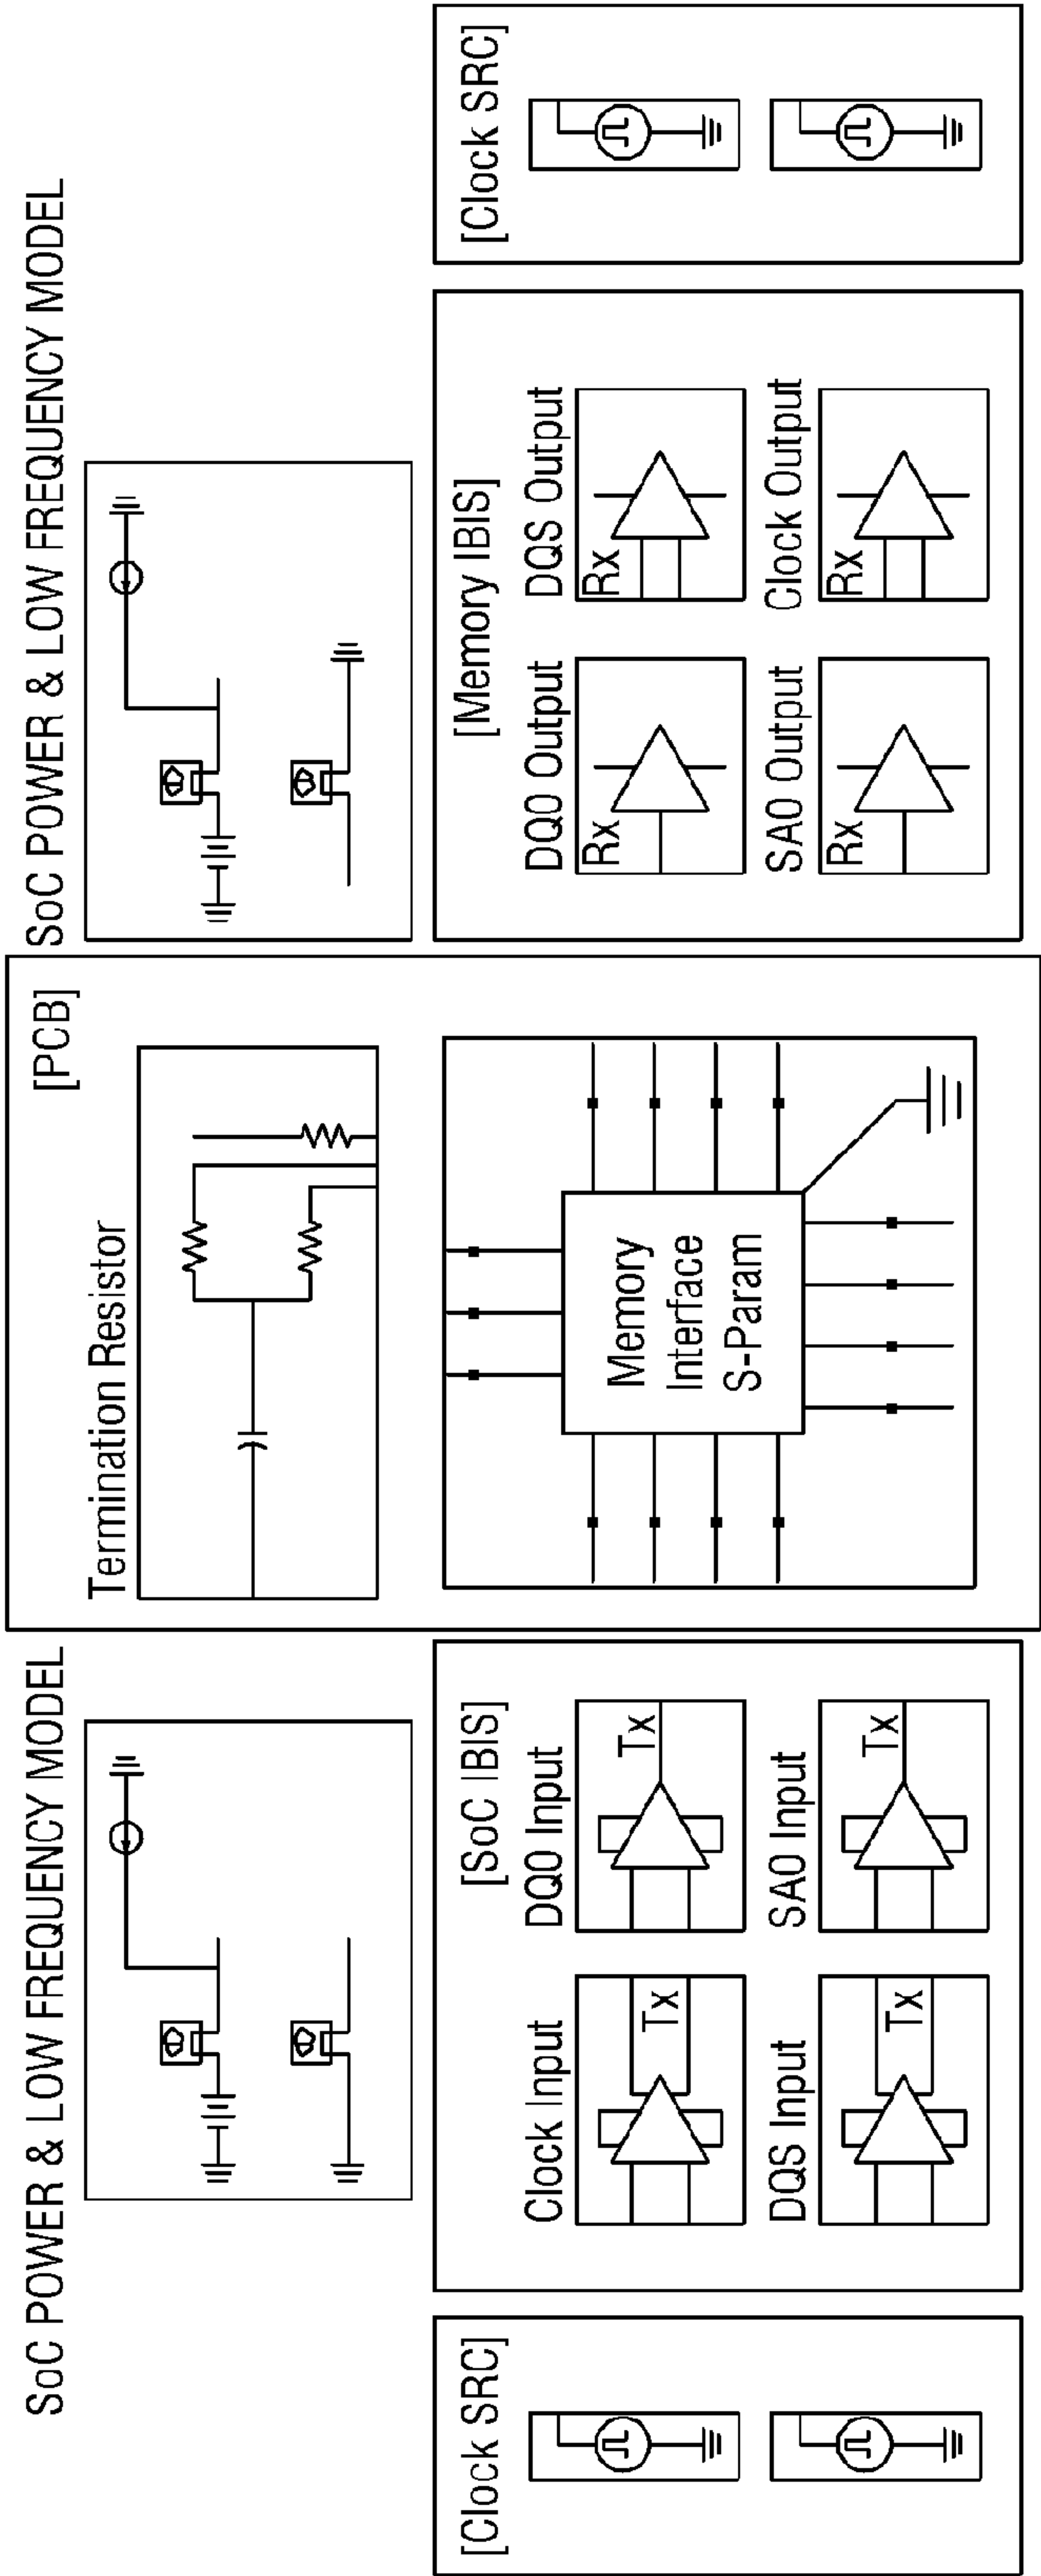 SoC POWER & LOW FREQUENCY MODEL
[Clock SRC]
[SoC IBIS]
Clock Input
Tx
DQ0 Input
Tx
DQS Input
Tx
SA0 Input
Tx
[PCB]
Termination Resistor
Memory
Interface
S-Param
SoC POWER & LOW FREQUENCY MODEL
[Memory IBIS]
DQ0 Output
Rx
DQS Output
Rx
SA0 Output
Rx
Clock Output
Rx
[Clock SRC]